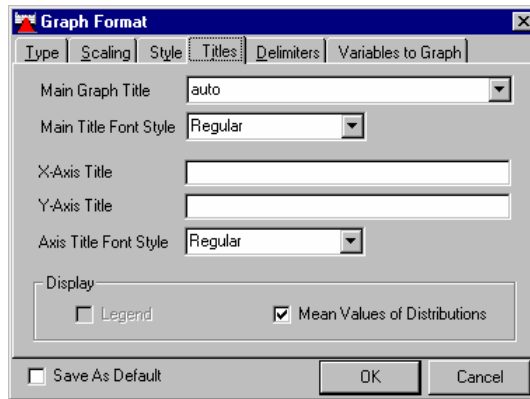 Graph Format
Type Scaling Style Titles Delimiters Variables to Graph
Main Graph Title auto
Main Title Font Style Regular
X-Axis Title
Y-Axis Title
Axis Title Font Style Regular
Display
Legend Mean Values of Distributions
Save As Default OK Cancel